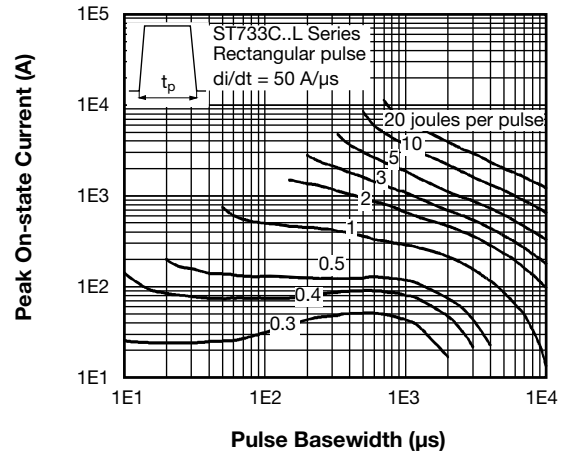 Peak On-state Current (A)
1E5
1E4
1E3
1E2
1E1
tp
ST733C..L Series
Rectangular pulse
di/dt = 50 A/µs
20 joules per pulse
10
5
3
2
1
0.5
0.4
0.3
1E1
1E2
1E3
1E4
Pulse Basewidth (µs)